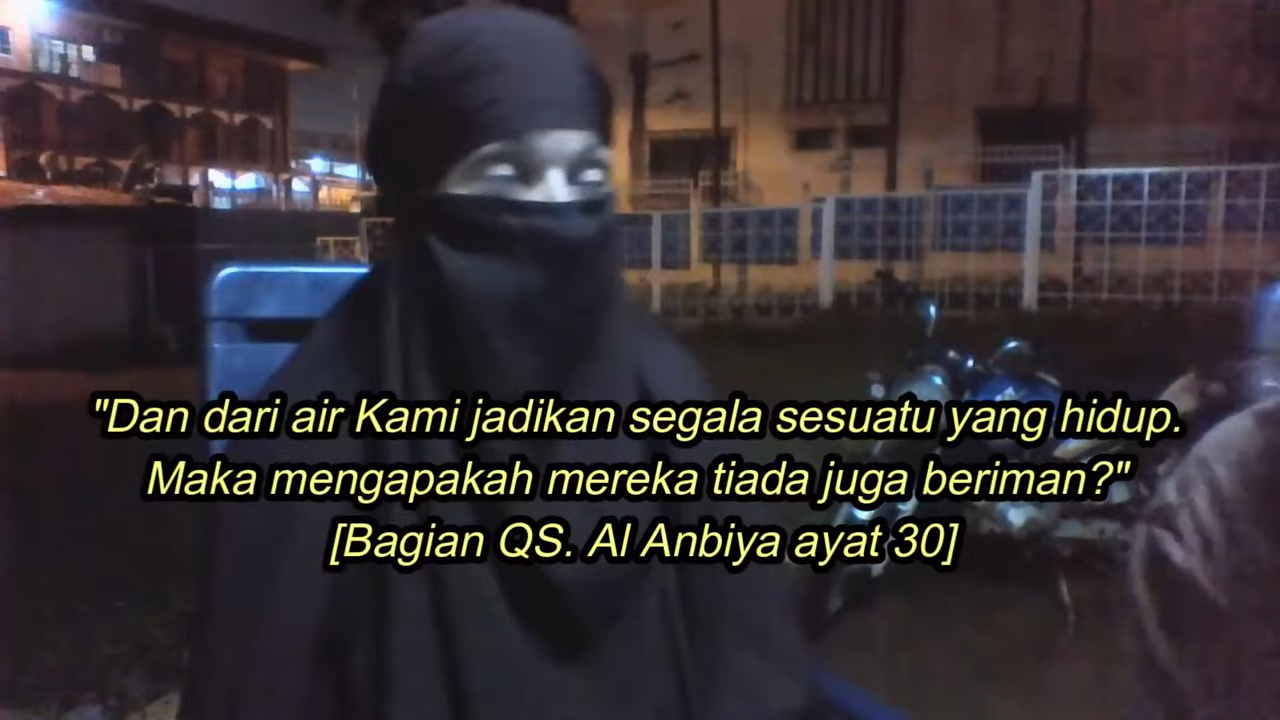 "Dan dari air Kami jadikan segala sesuatu yang hidup.
Maka mengapakah mereka tiada juga beriman?"
[Bagian QS. Al Anbiya ayat 30]